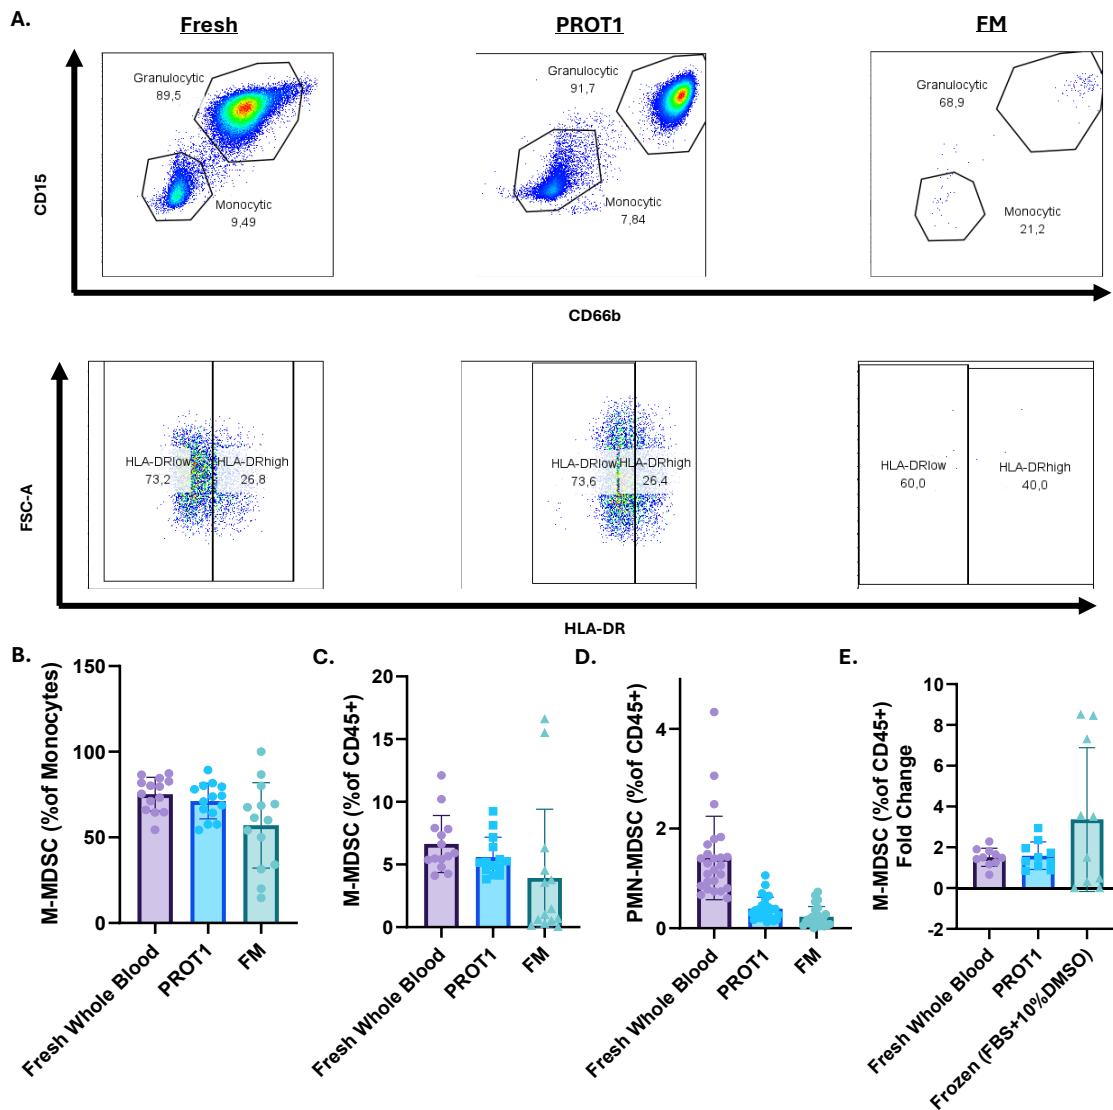 A.
Fresh
PROT1
FM
Granulocytic
89,5
Monocytic
9,49
Granulocytic
91,7
Monocytic
7,84
Granulocytic
68,9
Monocytic
21,2
CD15
CD66b
HLA-DRlow
73,2
HLA-DRhigh
26,8
HLA-DRlow
73,6
HLA-DRhigh
26,4
HLA-DRlow
60,0
HLA-DRhigh
40,0
FSC-A
HLA-DR
B.
M-MDSC (%of Monocytes)
150
100
50
0
Fresh Whole Blood
PROT1
FM
C.
M-MDSC (%of CD45+)
20
15
10
5
0
Fresh Whole Blood
PROT1
FM
D.
PMN-MDSC (%of CD45+)
4
2
0
Fresh Whole Blood
PROT1
FM
E.
M-MDSC (%of CD45+)
Fold Change
10
8
6
4
2
0
-2
Fresh Whole Blood
PROT1
Frozen (FBS+10%DMSO)